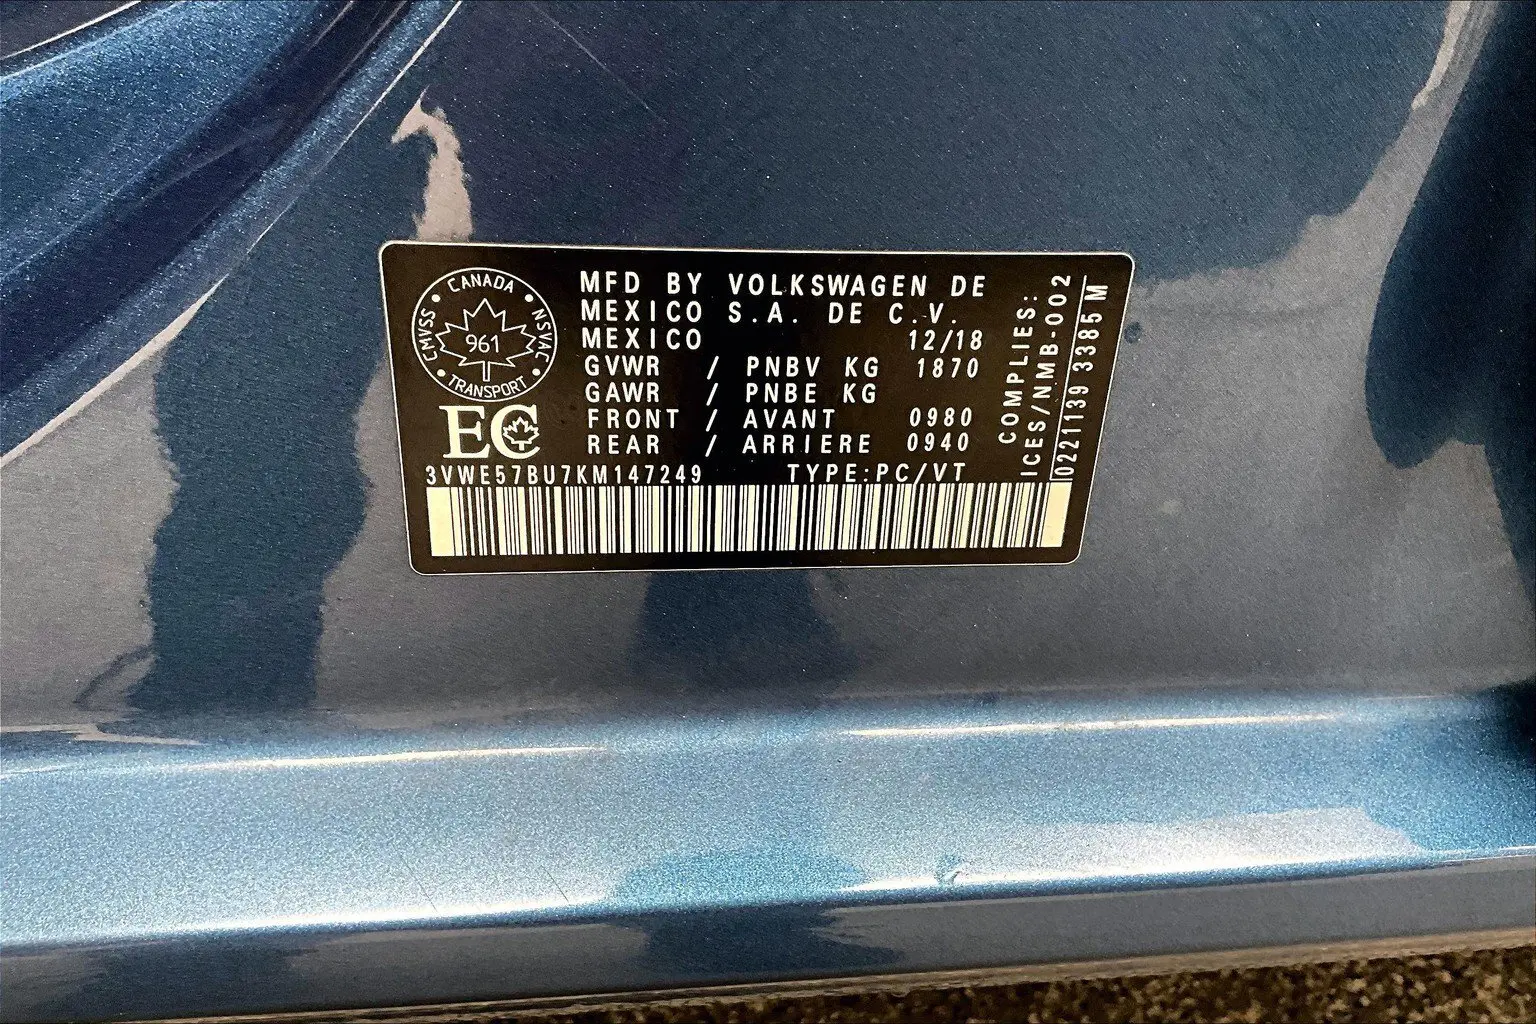 CANADA
CMVSS
961
NSVAC
TRANSPORT
EC
MFD BY VOLKSWAGEN DE
MEXICO S.A. DE C.V.
MEXICO 12/18
GVWR / PNBV KG 1870
GAWR / PNBE KG
FRONT / AVANT 0980
REAR / ARRIERE 0940
3VWE57BU7KM147249 TYPE:PC/VT
COMPLIES:
ICES/NMB-002
0221139 3385 M